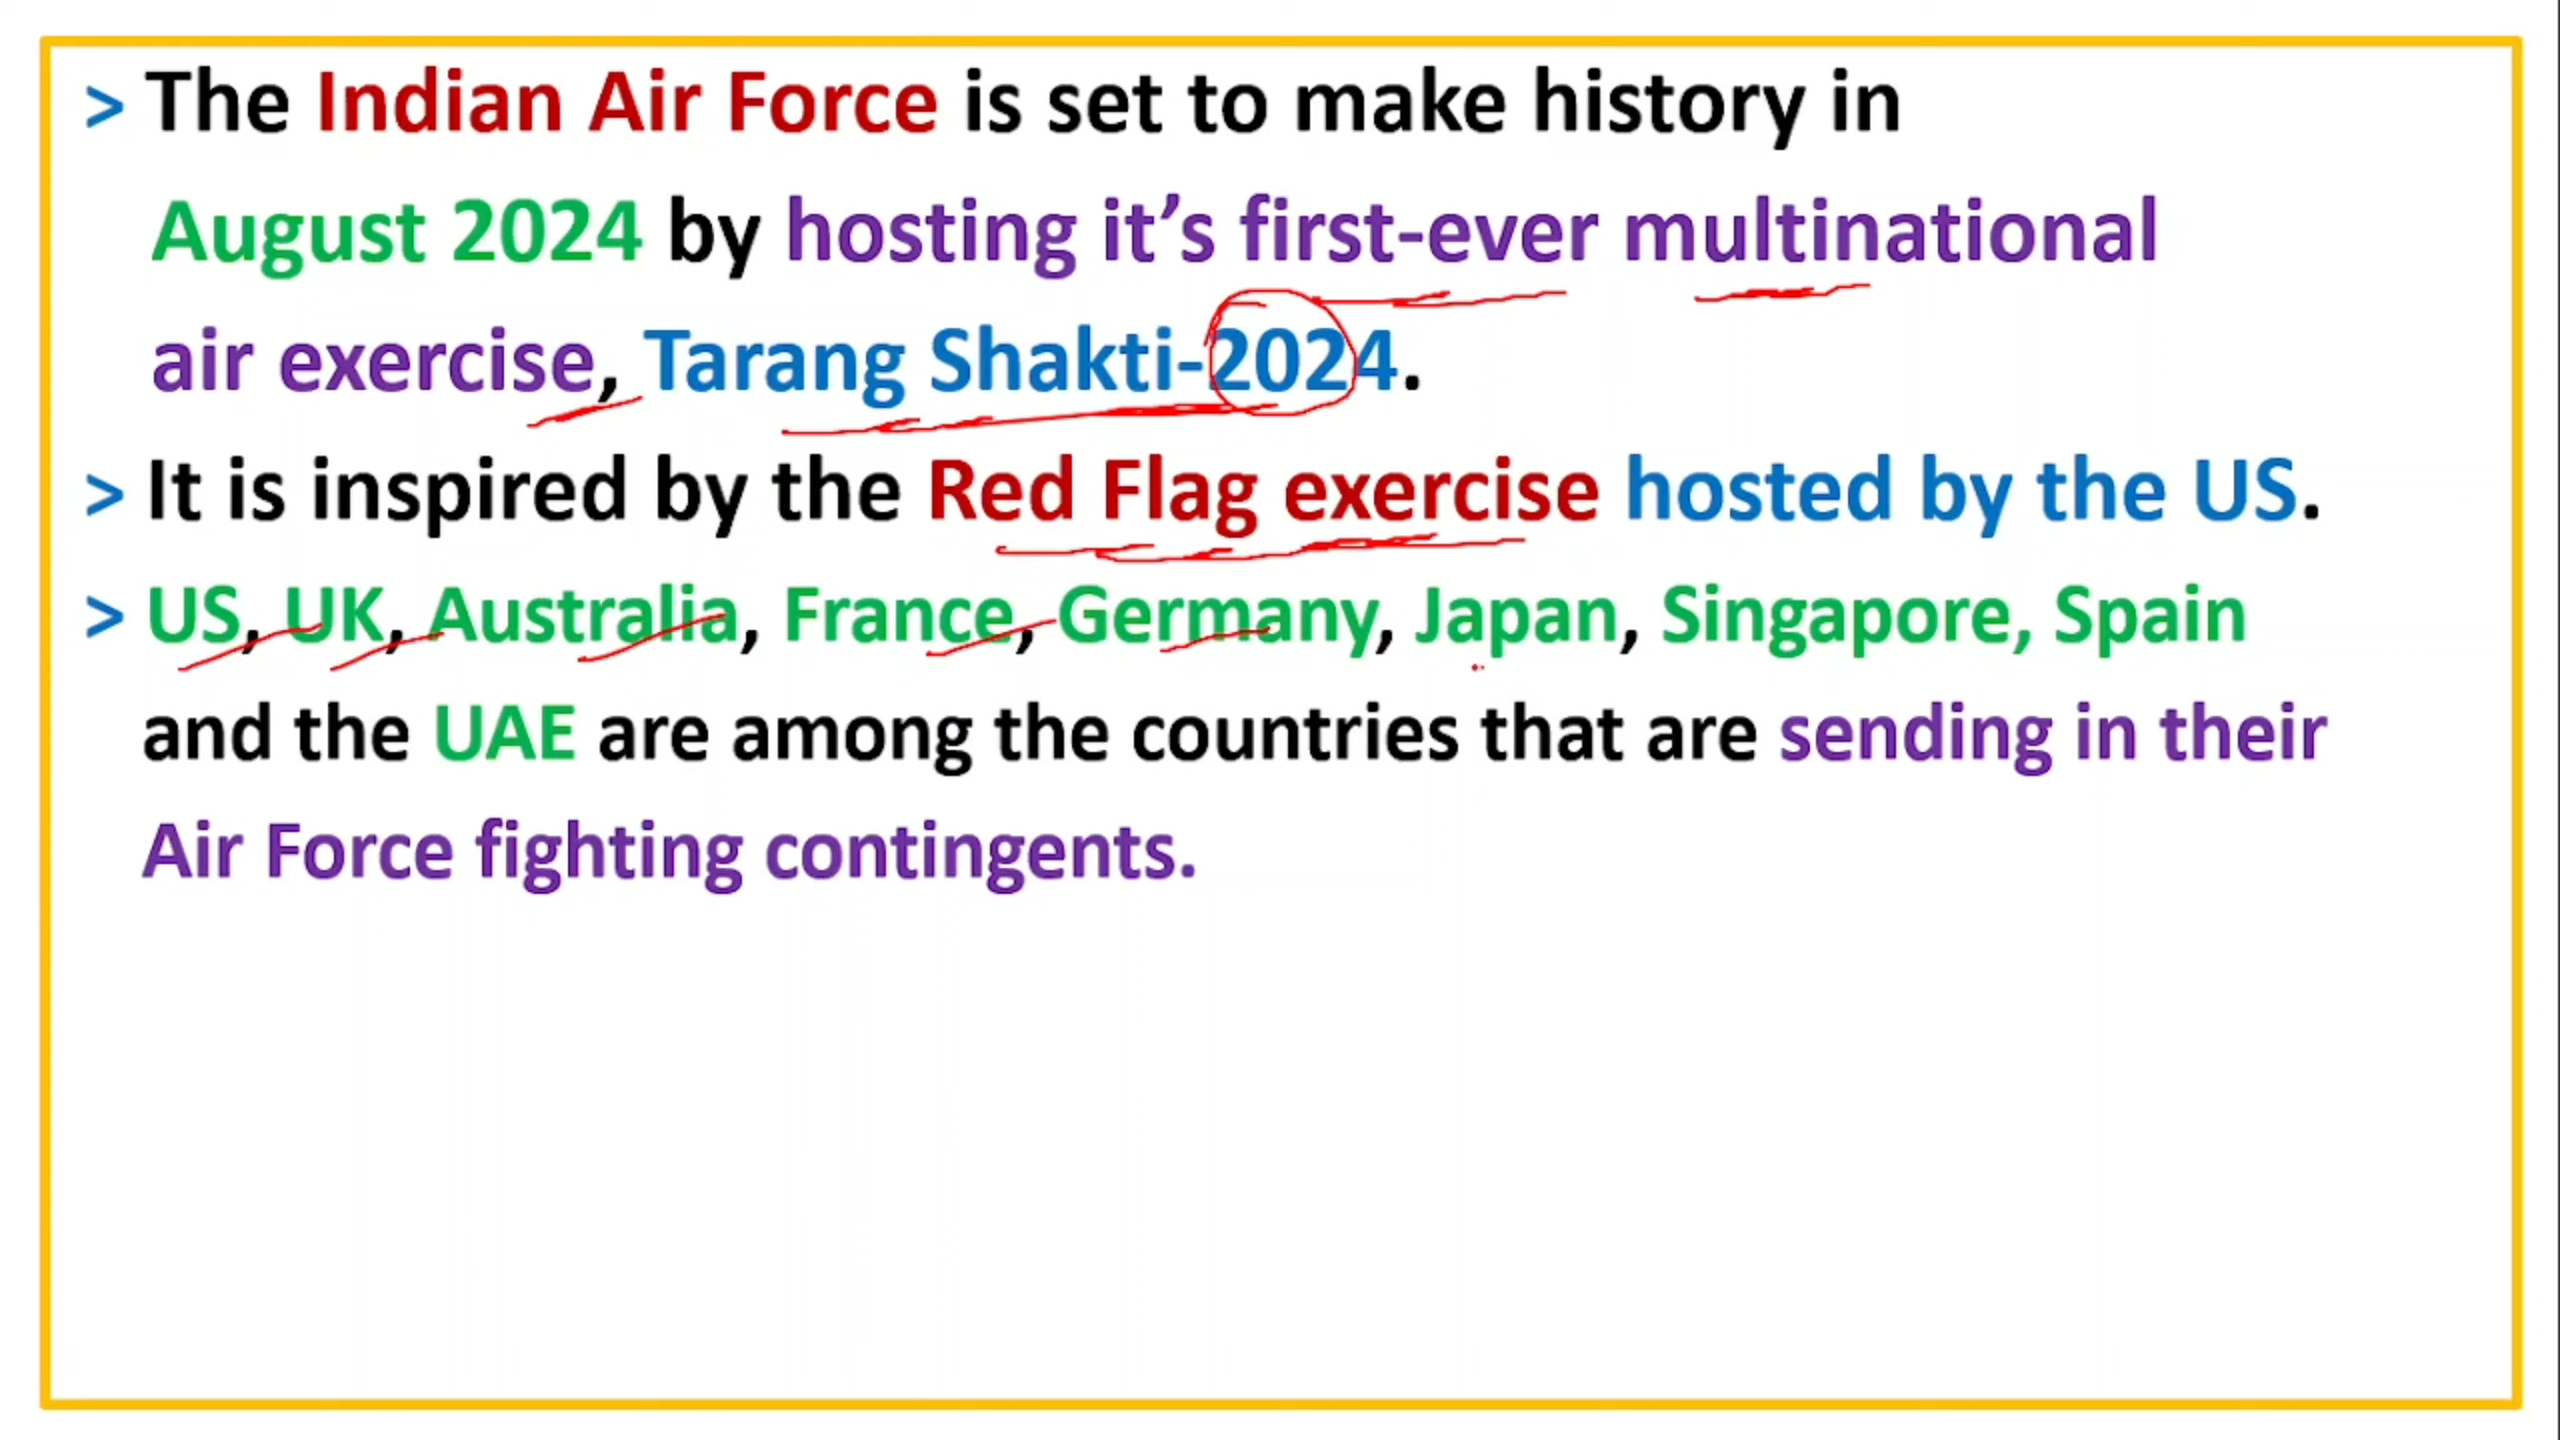 > The Indian Air Force is set to make history in
August 2024 by hosting it’s first-ever multinational
air exercise, Tarang Shakti-2024.
> It is inspired by the Red Flag exercise hosted by the US.
> US, UK, Australia, France, Germany, Japan, Singapore, Spain
and the UAE are among the countries that are sending in their
Air Force fighting contingents.